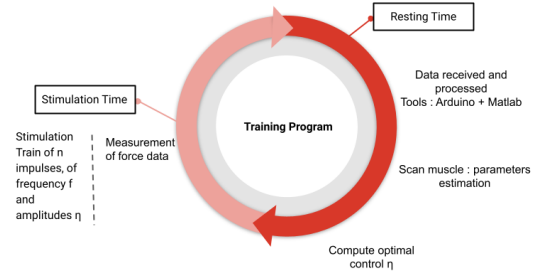 Resting Time
Data received and
processed
Tools : Arduino + Matlab
Scan muscle : parameters
estimation
Compute optimal
control η
Training Program
Stimulation Time
Measurement
of force data
Stimulation
Train of n
impulses, of
frequency f
and
amplitudes η